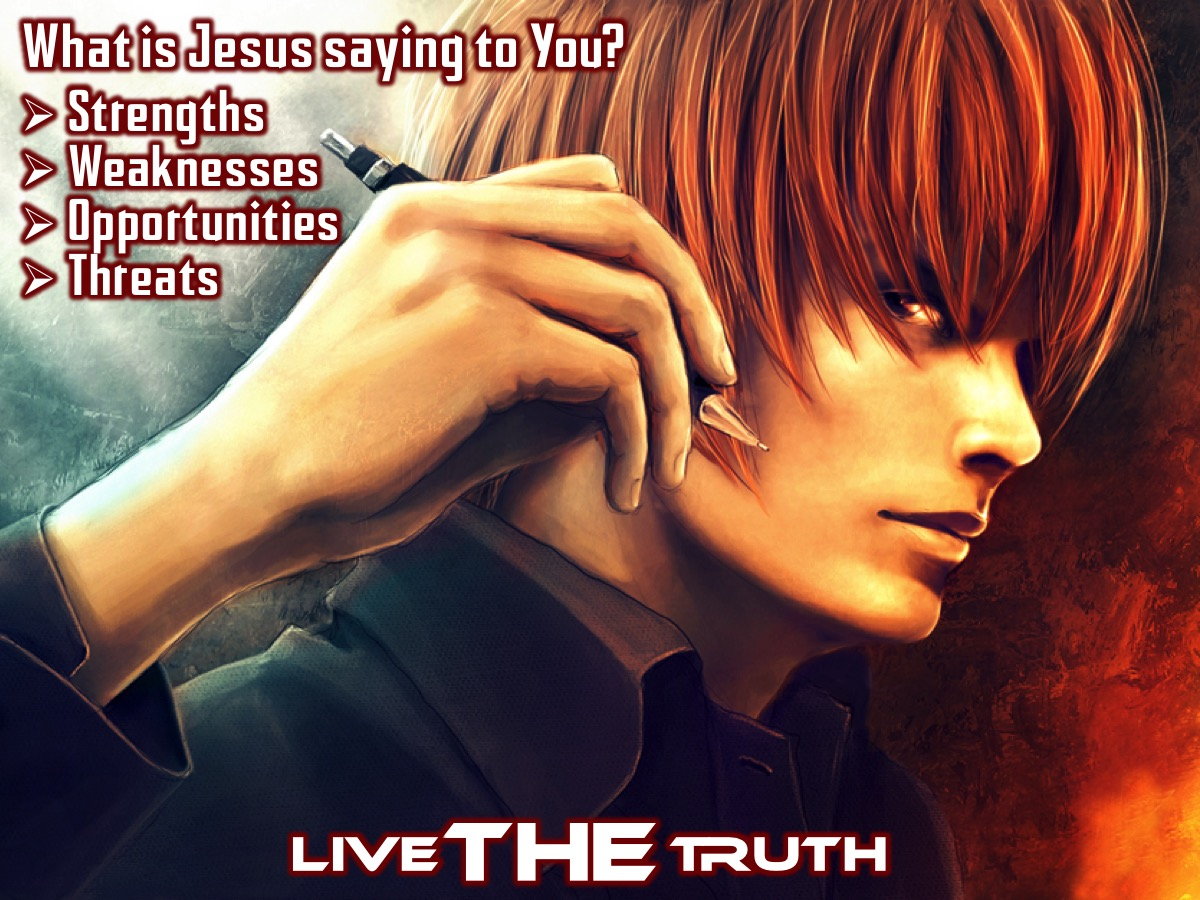 What is Jesus saying to You?
➢ Strengths
➢ Weaknesses
➢ Opportunities
➢ Threats
LIVE THE TRUTH